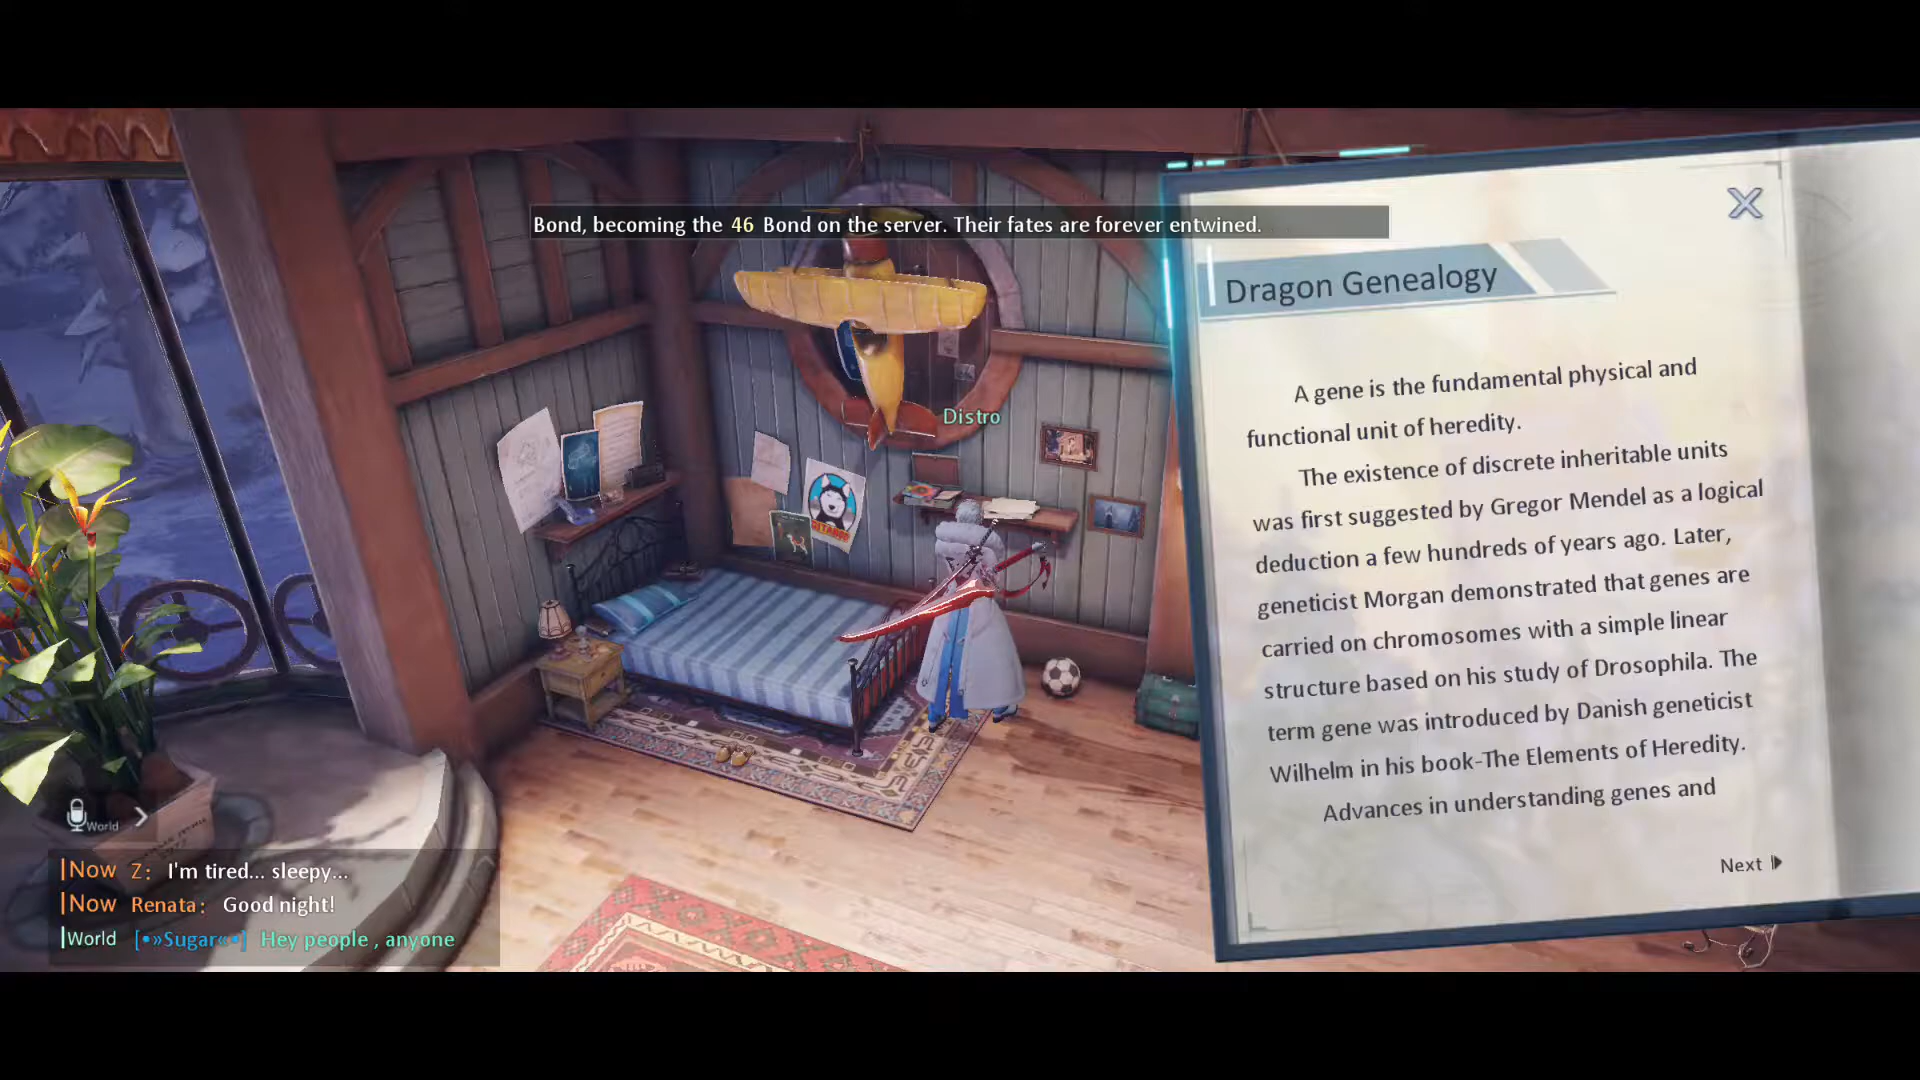 Bond, becoming the 46 Bond on the server. Their fates are forever entwined.
Dragon Genealogy
A gene is the fundamental physical and
functional unit of heredity.
The existence of discrete inheritable units
was first suggested by Gregor Mendel as a logical
deduction a few hundreds of years ago. Later,
geneticist Morgan demonstrated that genes are
carried on chromosomes with a simple linear
structure based on his study of Drosophila. The
term gene was introduced by Danish geneticist
Wilhelm in his book-The Elements of Heredity.
Advances in understanding genes and
Next
Distro
World
Now Z: I'm tired... sleepy...
Now Renata: Good night!
World [•»Sugar«•] Hey people , anyone